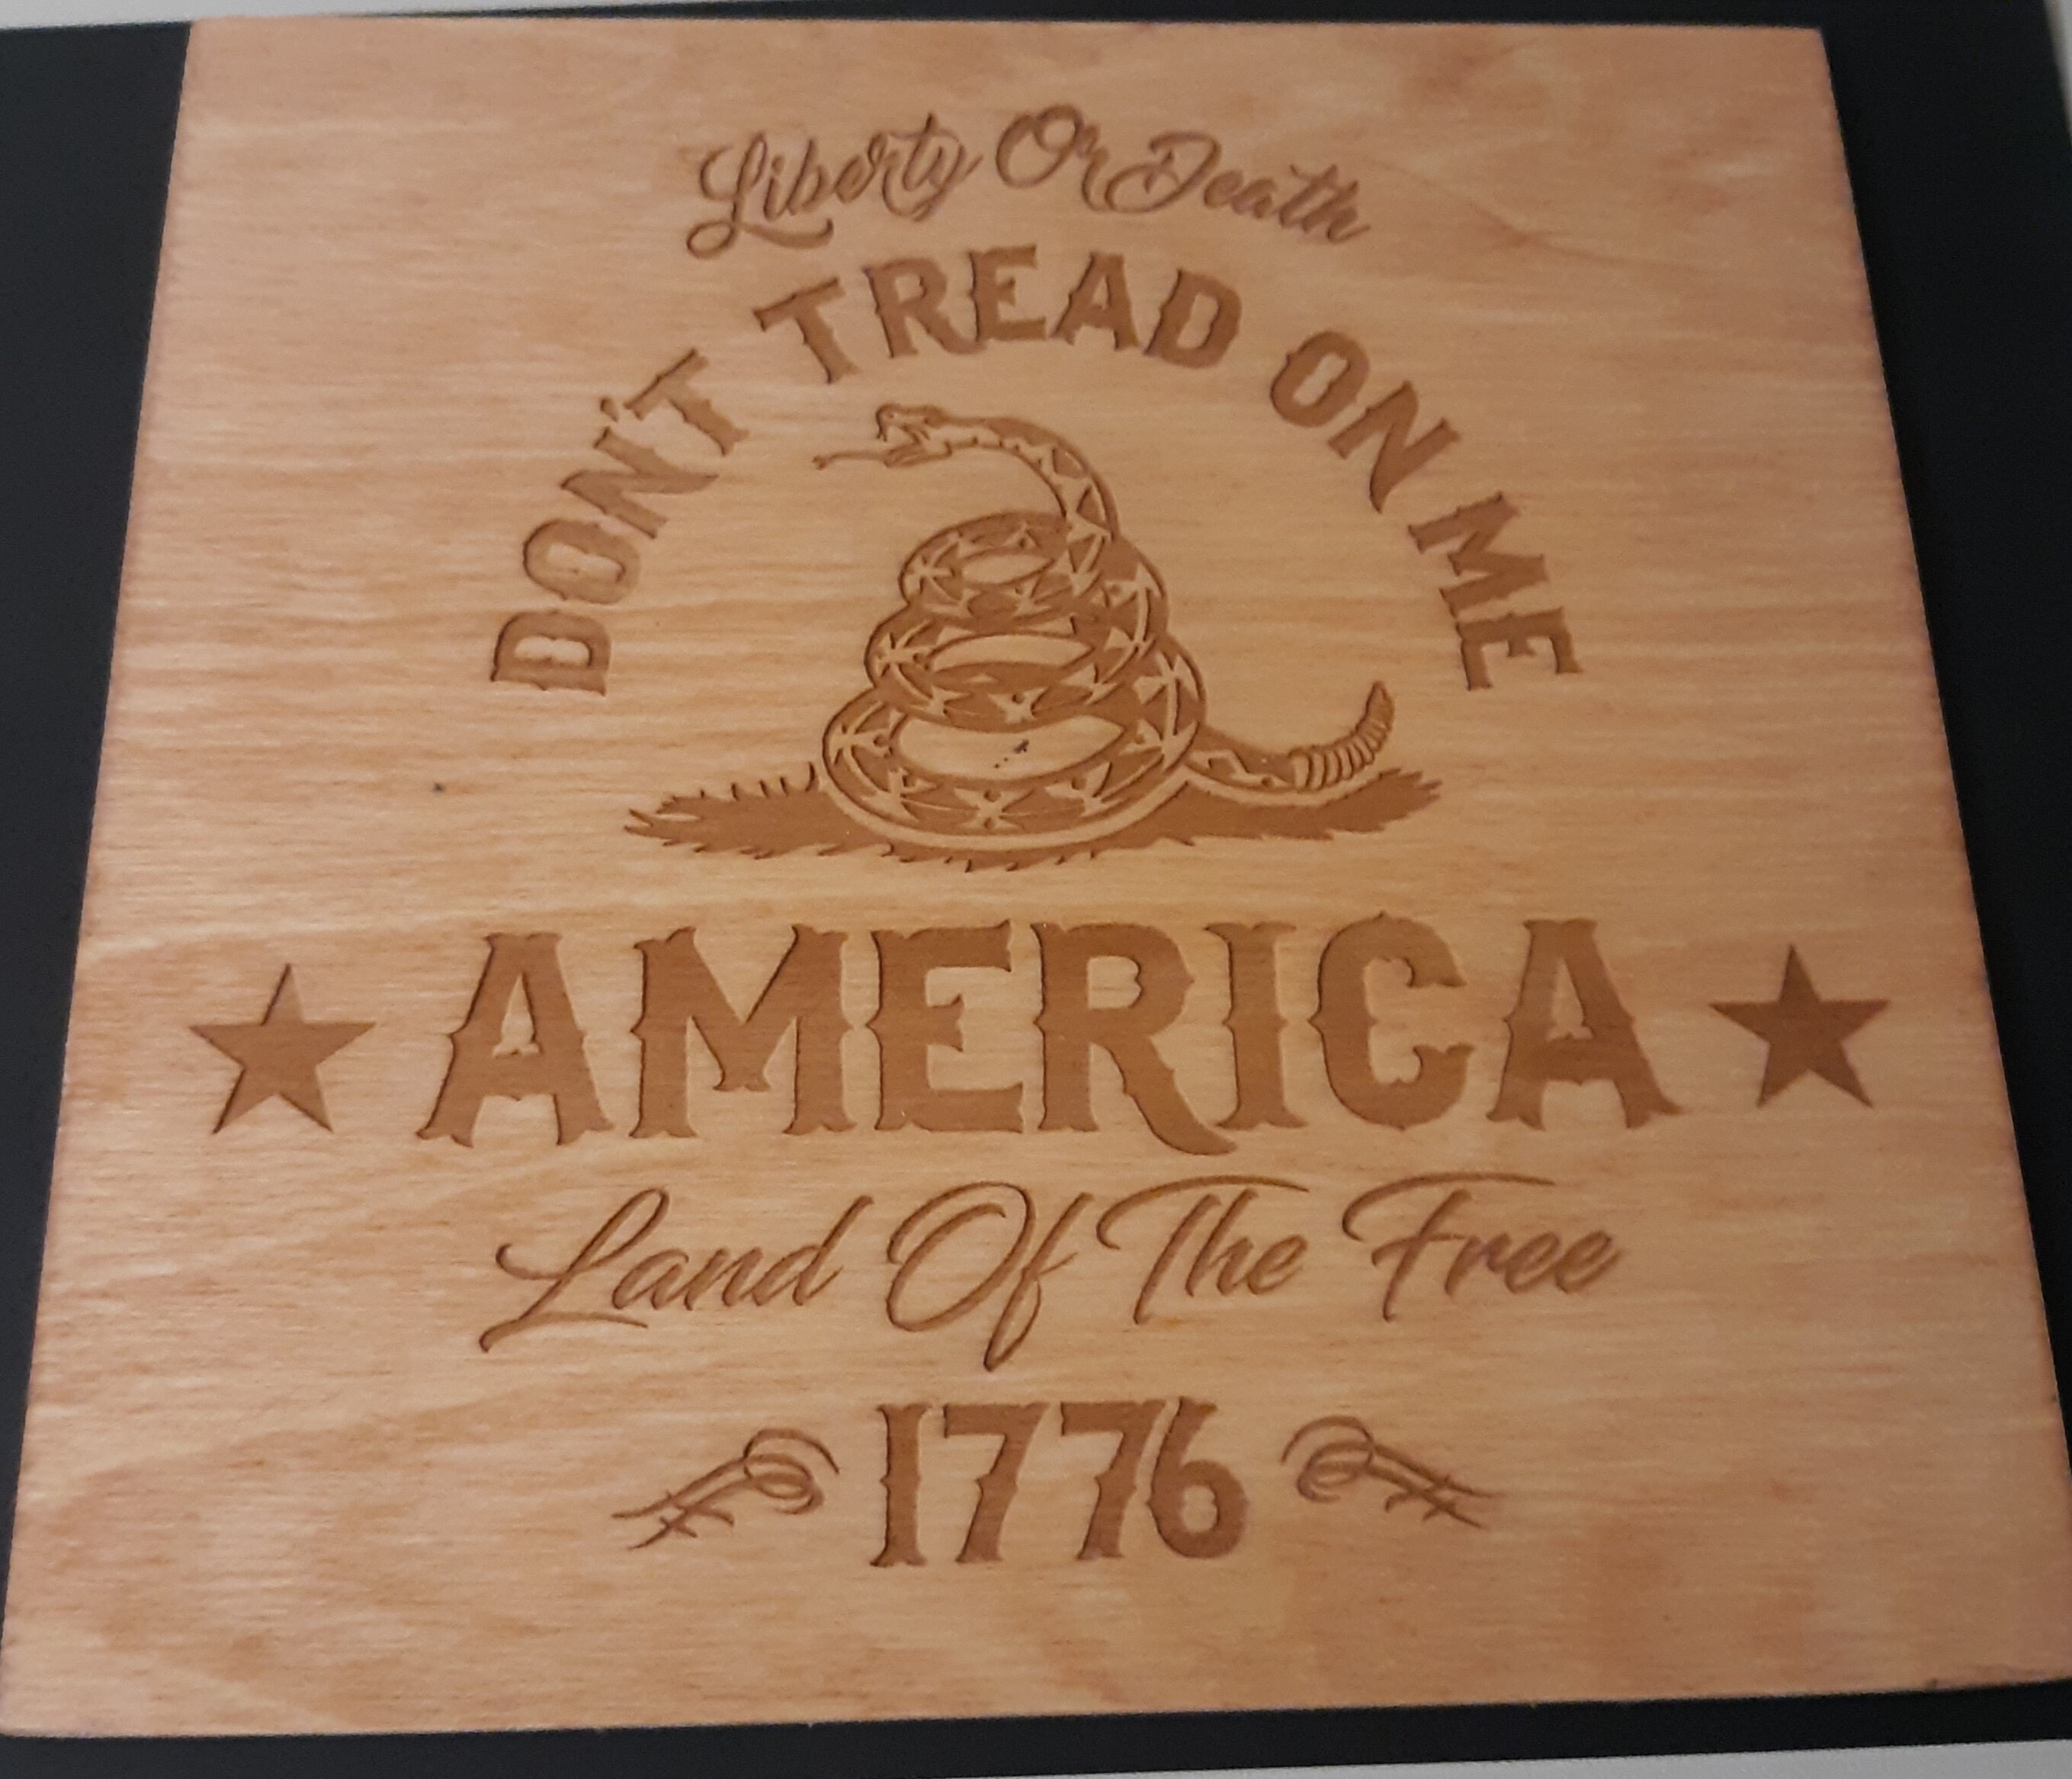 Liberty Or Death
DON'T TREAD ON ME
AMERICA
Land Of The Free
1776